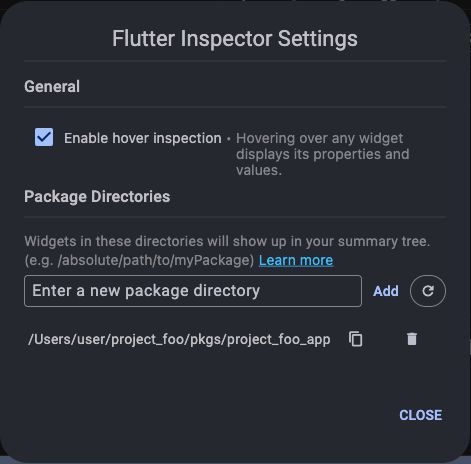 Flutter Inspector Settings
General
Enable hover inspection • Hovering over any widget
displays its properties and
values.
Package Directories
Widgets in these directories will show up in your summary tree.
(e.g. /absolute/path/to/myPackage) Learn more
Enter a new package directory
Add
/Users/user/project_foo/pkgs/project_foo_app
CLOSE